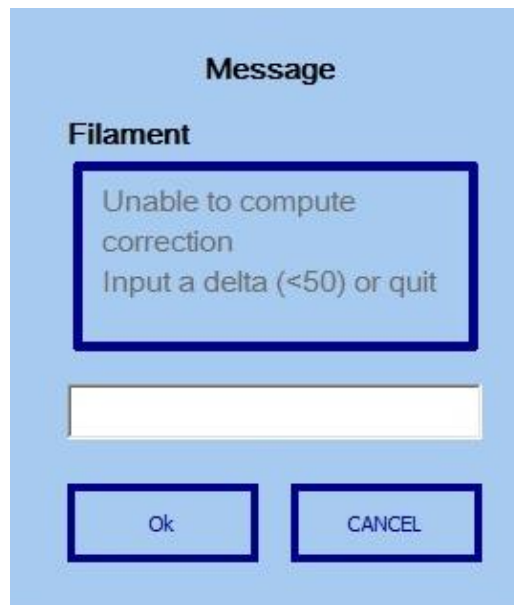 Message
Filament
Unable to compute
correction
Input a delta (<50) or quit
Ok
CANCEL